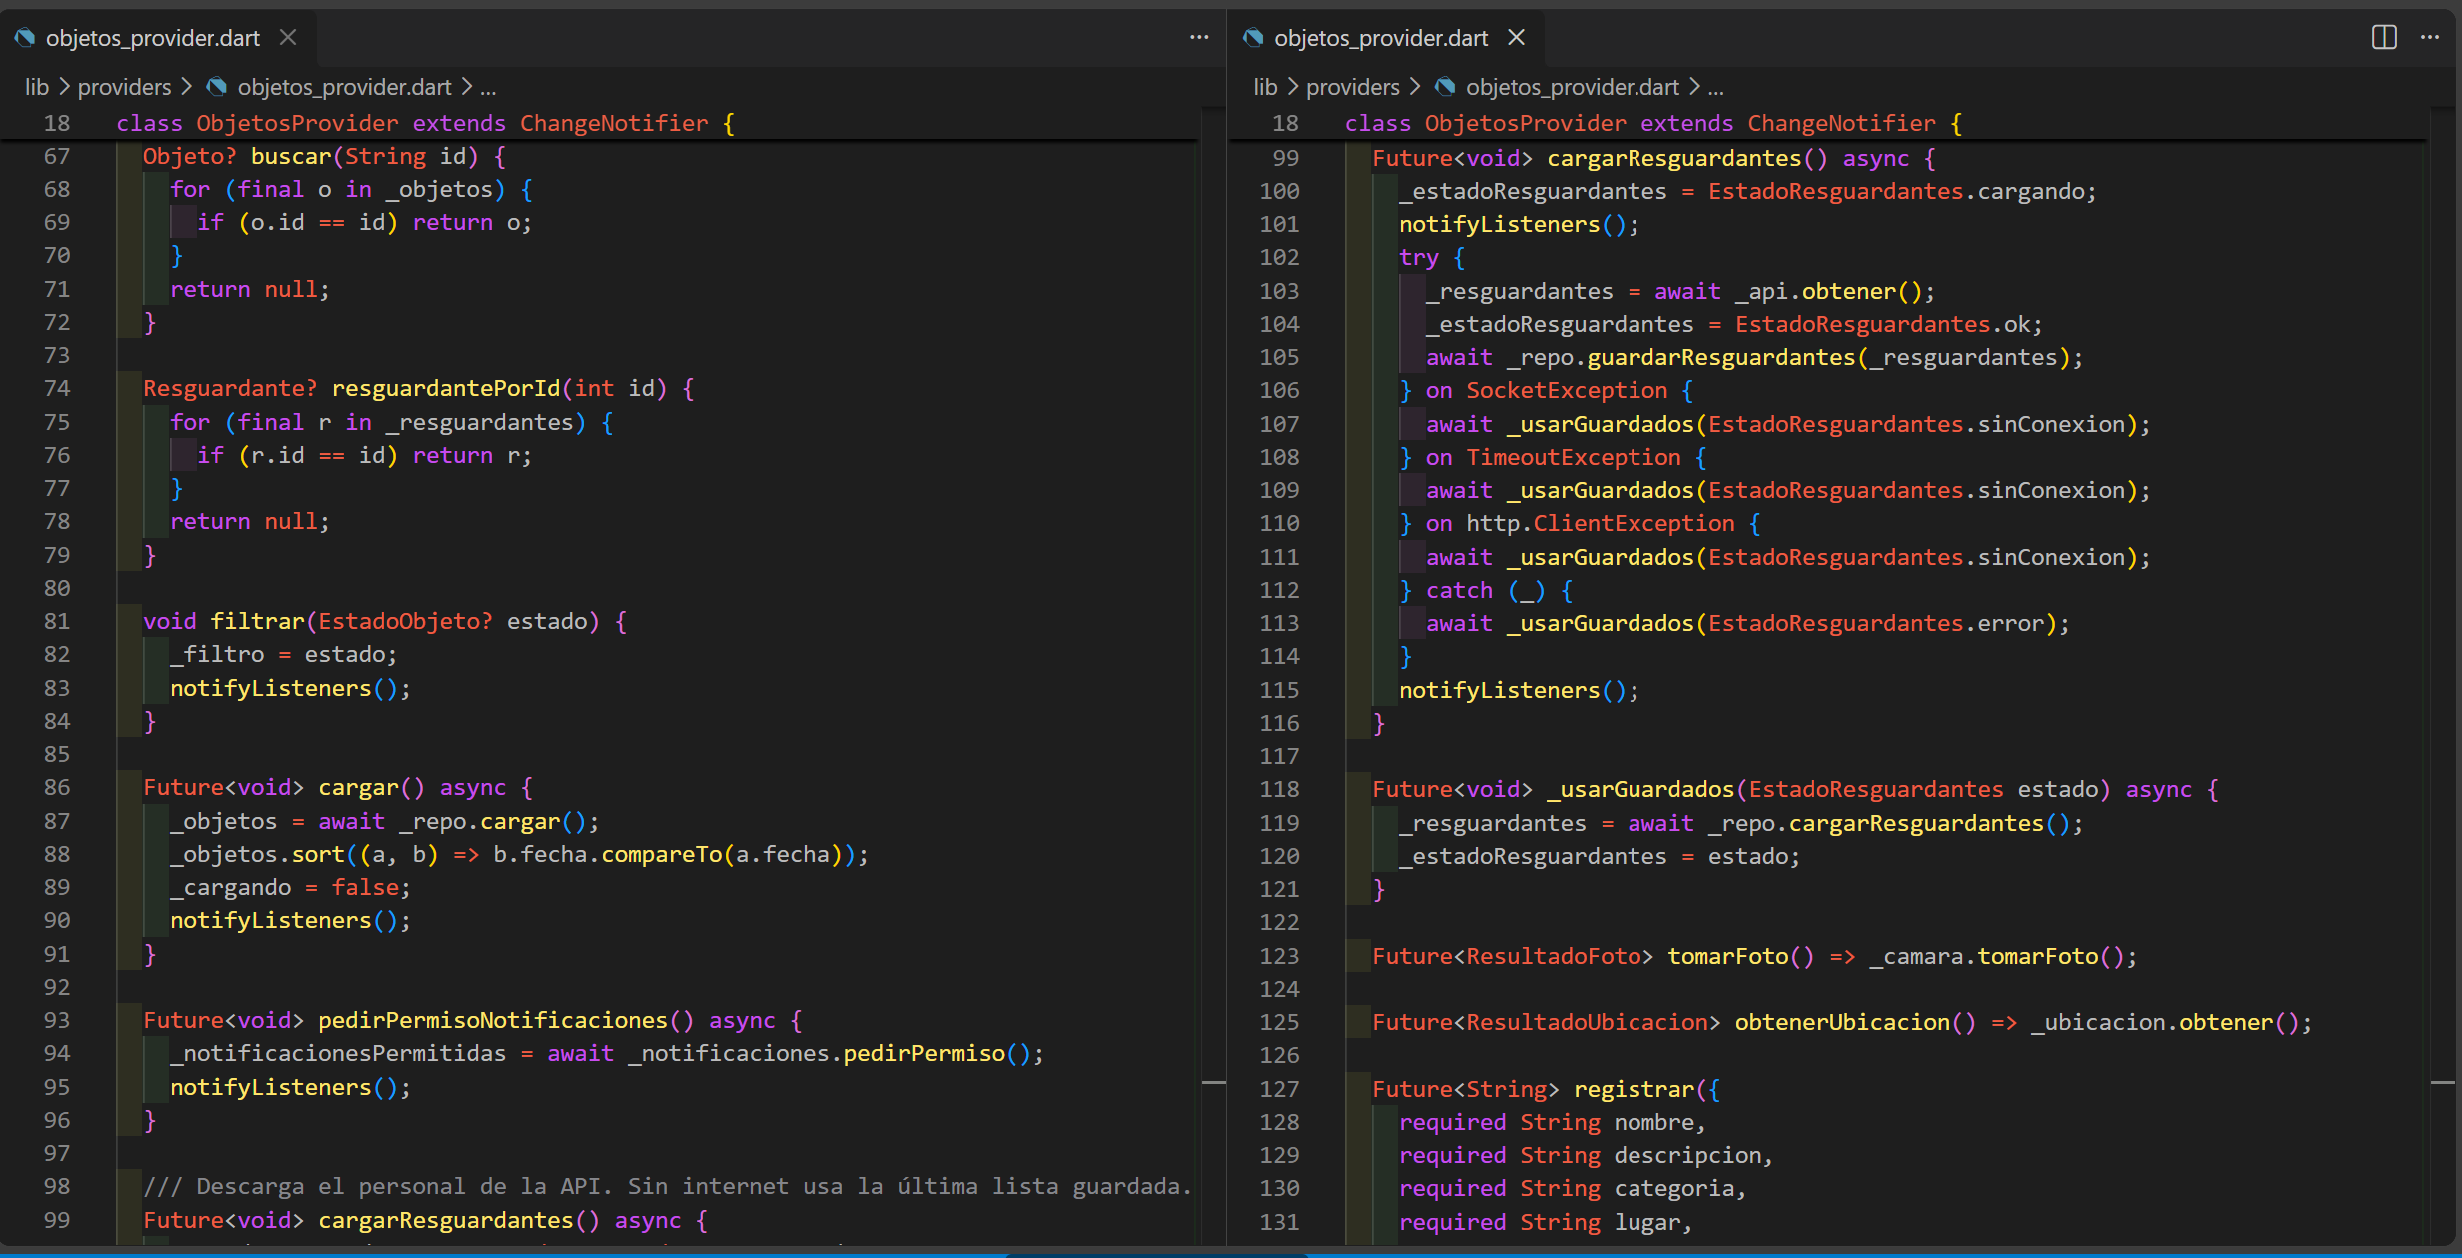 objetos_provider.dart
lib > providers > objetos_provider.dart > ...
18 class ObjetosProvider extends ChangeNotifier {
67 Objeto? buscar(String id) {
68 for (final o in _objetos) {
69 if (o.id == id) return o;
70 }
71 return null;
72 }
73
74 Resguardante? resguardantePorId(int id) {
75 for (final r in _resguardantes) {
76 if (r.id == id) return r;
77 }
78 return null;
79 }
80
81 void filtrar(EstadoObjeto? estado) {
82 _filtro = estado;
83 notifyListeners();
84 }
85
86 Future<void> cargar() async {
87 _objetos = await _repo.cargar();
88 _objetos.sort((a, b) => b.fecha.compareTo(a.fecha));
89 _cargando = false;
90 notifyListeners();
91 }
92
93 Future<void> pedirPermisoNotificaciones() async {
94 _notificacionesPermitidas = await _notificaciones.pedirPermiso();
95 notifyListeners();
96 }
97
98 /// Descarga el personal de la API. Sin internet usa la última lista guardada.
99 Future<void> cargarResguardantes() async {
objetos_provider.dart
lib > providers > objetos_provider.dart > ...
18 class ObjetosProvider extends ChangeNotifier {
99 Future<void> cargarResguardantes() async {
100 _estadoResguardantes = EstadoResguardantes.cargando;
101 notifyListeners();
102 try {
103 _resguardantes = await _api.obtener();
104 _estadoResguardantes = EstadoResguardantes.ok;
105 await _repo.guardarResguardantes(_resguardantes);
106 } on SocketException {
107 await _usarGuardados(EstadoResguardantes.sinConexion);
108 } on TimeoutException {
109 await _usarGuardados(EstadoResguardantes.sinConexion);
110 } on http.ClientException {
111 await _usarGuardados(EstadoResguardantes.sinConexion);
112 } catch (_) {
113 await _usarGuardados(EstadoResguardantes.error);
114 }
115 notifyListeners();
116 }
117
118 Future<void> _usarGuardados(EstadoResguardantes estado) async {
119 _resguardantes = await _repo.cargarResguardantes();
120 _estadoResguardantes = estado;
121 }
122
123 Future<ResultadoFoto> tomarFoto() => _camara.tomarFoto();
124
125 Future<ResultadoUbicacion> obtenerUbicacion() => _ubicacion.obtener();
126
127 Future<String> registrar({
128 required String nombre,
129 required String descripcion,
130 required String categoria,
131 required String lugar,